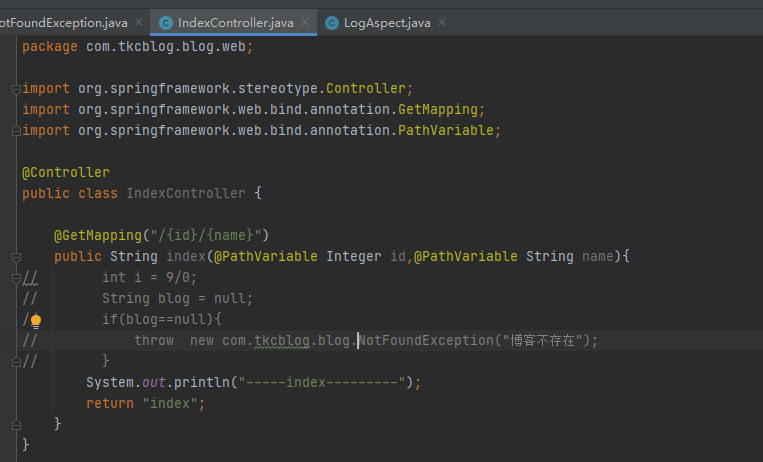 otFoundException.java × IndexController.java × LogAspect.java ×
package com.tkcblog.blog.web;
import org.springframework.stereotype.Controller;
import org.springframework.web.bind.annotation.GetMapping;
import org.springframework.web.bind.annotation.PathVariable;
@Controller
public class IndexController {
@GetMapping("/{id}/{name}")
public String index(@PathVariable Integer id,@PathVariable String name){
// int i = 9/0;
// String blog = null;
/ if(blog==null){
// throw  new com.tkcblog.blog.NotFoundException("博客不存在");
// }
System.out.println("-----index---------");
return "index";
}
}